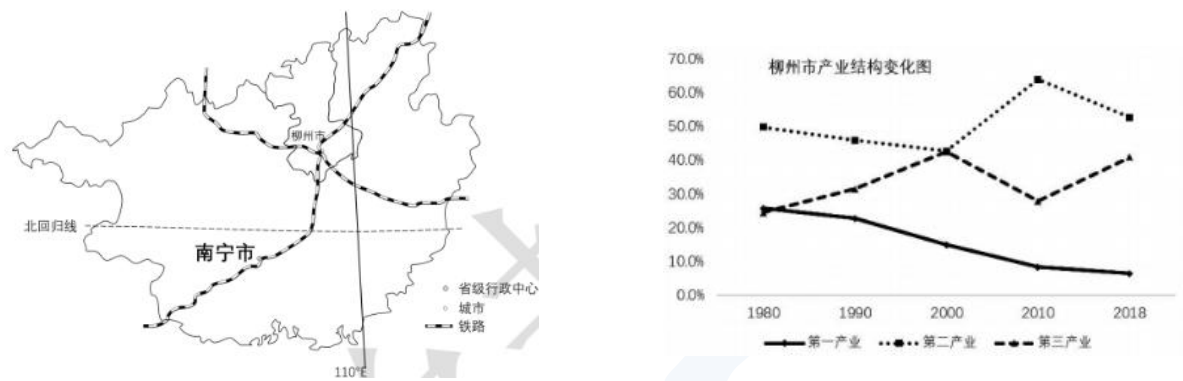 柳州市
北回归线
南宁市
省级行政中心
城市
铁路
110°E
柳州市产业结构变化图
70.0%
60.0%
50.0%
40.0%
30.0%
20.0%
10.0%
0.0%
1980 1990 2000 2010 2018
第一产业 第二产业 第三产业